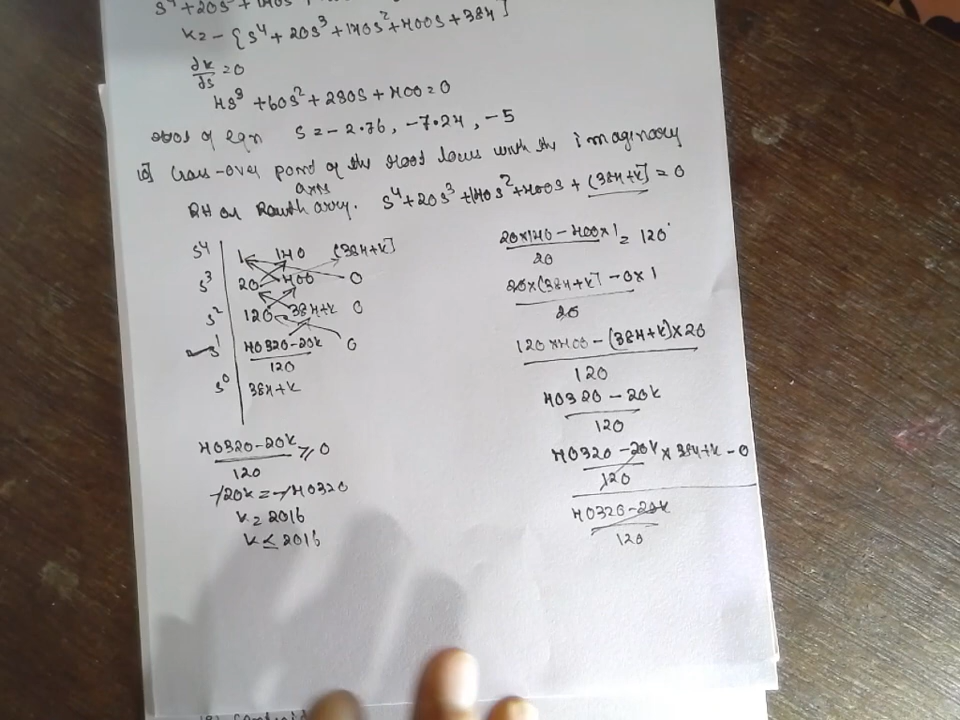 K = - {s⁴ + 20s³ + 140s² + 400s + 384]
dk/ds = 0
4s³ + 60s² + 280s + 400 = 0
root of eqn s = -2.76, -7.24, -5
Cross-over point of the root locus with the imaginary
axis
RH or Routh array. s⁴ + 20s³ + 140s² + 400s + (384+k] = 0
s⁴ 1 140 (384+k]
s³ 20 400 0
s² 120 384+k 0
s¹ 40320-20k/120 0
s⁰ 384+k
40320-20k/120 ≥ 0
-20k = -40320
k = 2016
k ≤ 2016
20×140 - 400×1/20 = 120
20×(384+k] - 0×1/20
120×400 - (384+k)×20/120
40320 - 20k/120
40320 - 20k/120 × 384+k - 0
40320 - 20k/120